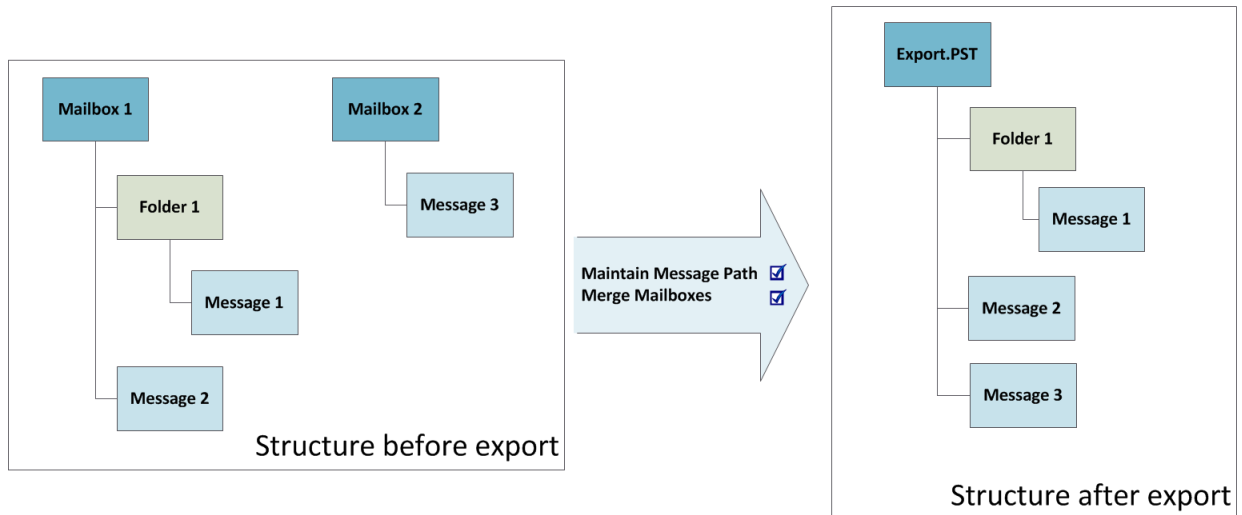 Mailbox 1
Mailbox 2
Folder 1
Message 3
Message 1
Message 2
Structure before export
Maintain Message Path
Merge Mailboxes
Export.PST
Folder 1
Message 1
Message 2
Message 3
Structure after export